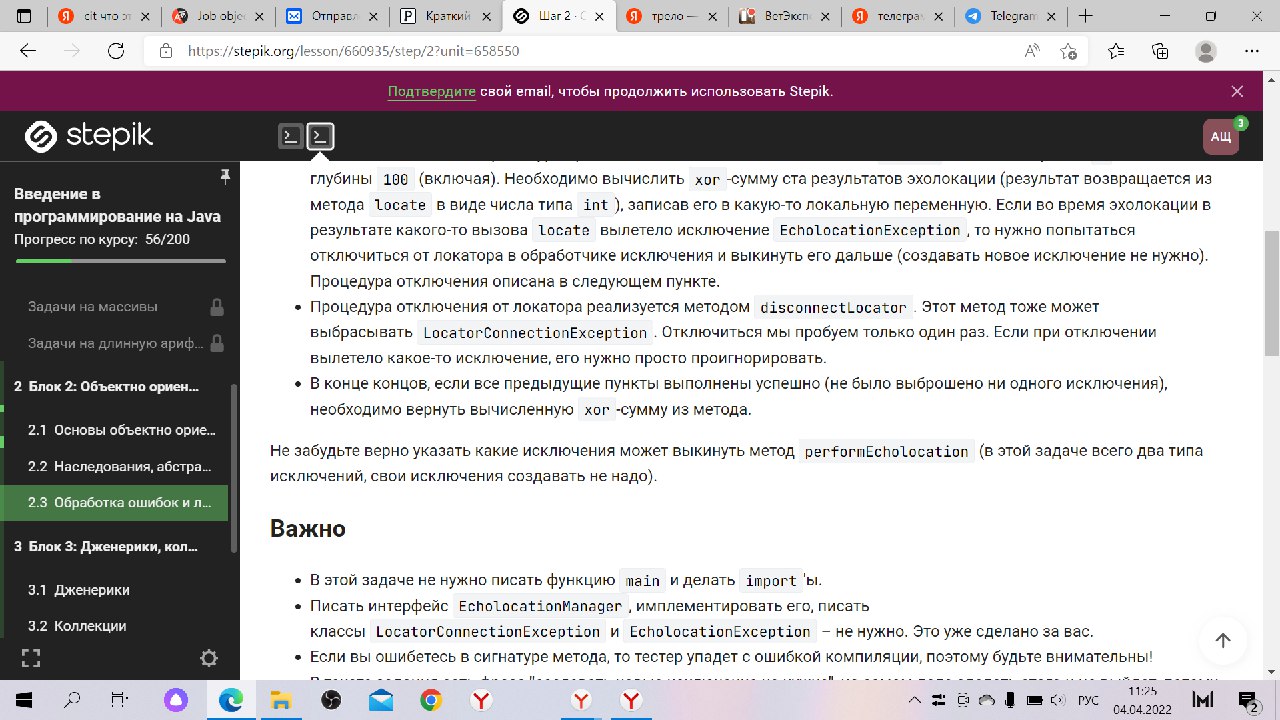 clt что эт
Job objec
Отправи
Краткий
Шаг 2 - С
троло —
ВетЭксп
телеграм
Telegram
https://stepik.org/lesson/660935/step/2?unit=658550
Подтвердите свой email, чтобы продолжить использовать Stepik.
stepik
АЩ
3
Введение в
программирование на Java
Прогресс по курсу: 56/200
Задачи на массивы
Задачи на длинную ариф...
2 Блок 2: Объектно ориен...
2.1 Основы объектно орие...
2.2 Наследования, абстра...
2.3 Обработка ошибок и л...
3 Блок 3: Дженерики, кол...
3.1 Дженерики
3.2 Коллекции
глубины 100 (включая). Необходимо вычислить xor -сумму ста результатов эхолокации (результат возвращается из
метода locate в виде числа типа int ), записав его в какую-то локальную переменную. Если во время эхолокации в
результате какого-то вызова locate вылетело исключение EcholocationException , то нужно попытаться
отключиться от локатора в обработчике исключения и выкинуть его дальше (создавать новое исключение не нужно).
Процедура отключения описана в следующем пункте.
• Процедура отключения от локатора реализуется методом disconnectLocator . Этот метод тоже может
выбрасывать LocatorConnectionException . Отключиться мы пробуем только один раз. Если при отключении
вылетело какое-то исключение, его нужно просто проигнорировать.
• В конце концов, если все предыдущие пункты выполнены успешно (не было выброшено ни одного исключения),
необходимо вернуть вычисленную xor -сумму из метода.
Не забудьте верно указать какие исключения может выкинуть метод performEcholocation (в этой задаче всего два типа
исключений, свои исключения создавать не надо).
Важно
• В этой задаче не нужно писать функцию main и делать import 'ы.
• Писать интерфейс EcholocationManager , имплементировать его, писать
классы LocatorConnectionException и EcholocationException – не нужно. Это уже сделано за вас.
• Если вы ошибетесь в сигнатуре метода, то тестер упадет с ошибкой компиляции, поэтому будьте внимательны!
РУС
11:25
04.04.2022
2